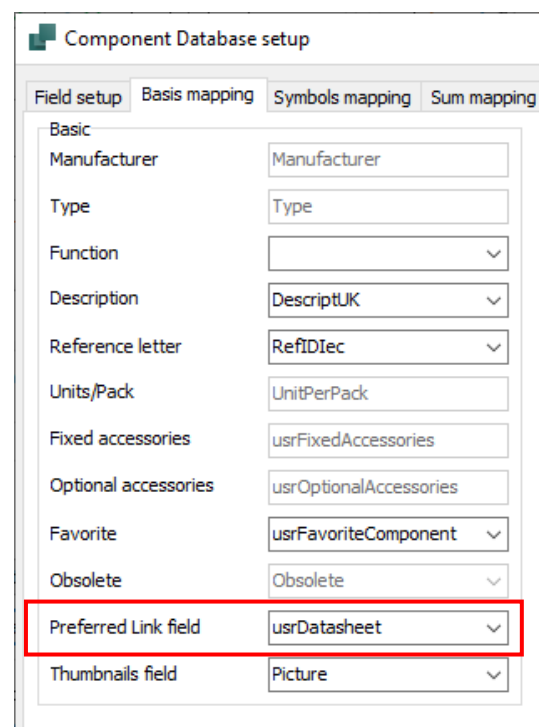 Component Database setup
Field setup Basis mapping Symbols mapping Sum mapping
Basic
Manufacturer Manufacturer
Type Type
Function
Description DescriptUK
Reference letter RefIDIec
Units/Pack UnitPerPack
Fixed accessories usrFixedAccessories
Optional accessories usrOptionalAccessories
Favorite usrFavoriteComponent
Obsolete Obsolete
Preferred Link field usrDatasheet
Thumbnails field Picture